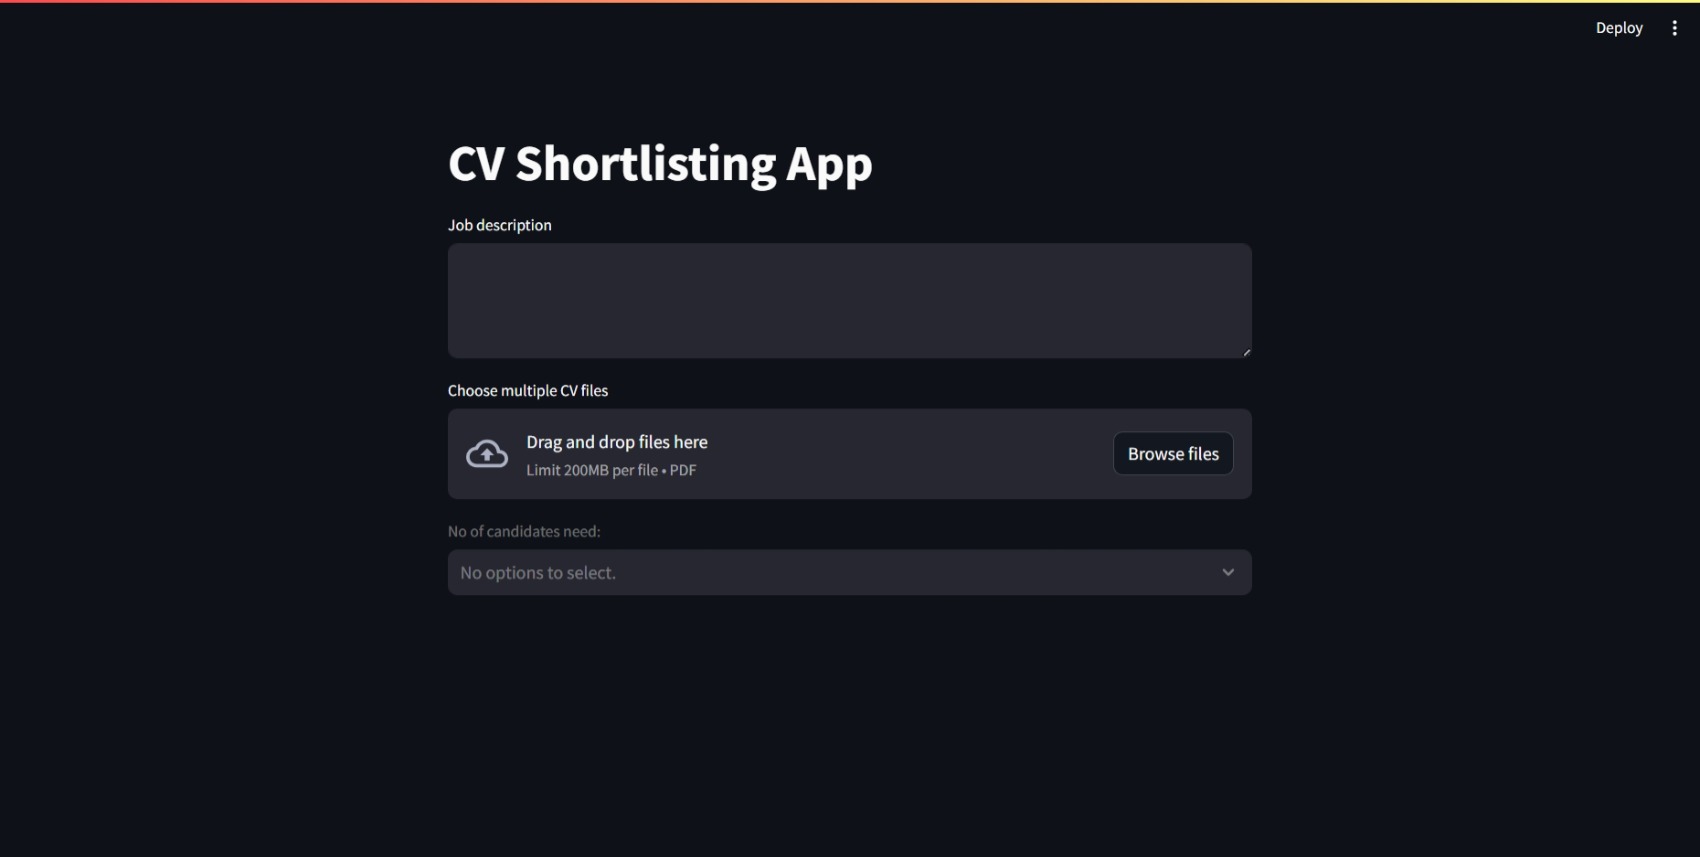 Deploy
CV Shortlisting App
Job description
Choose multiple CV files
Drag and drop files here
Limit 200MB per file • PDF
Browse files
No of candidates need:
No options to select.